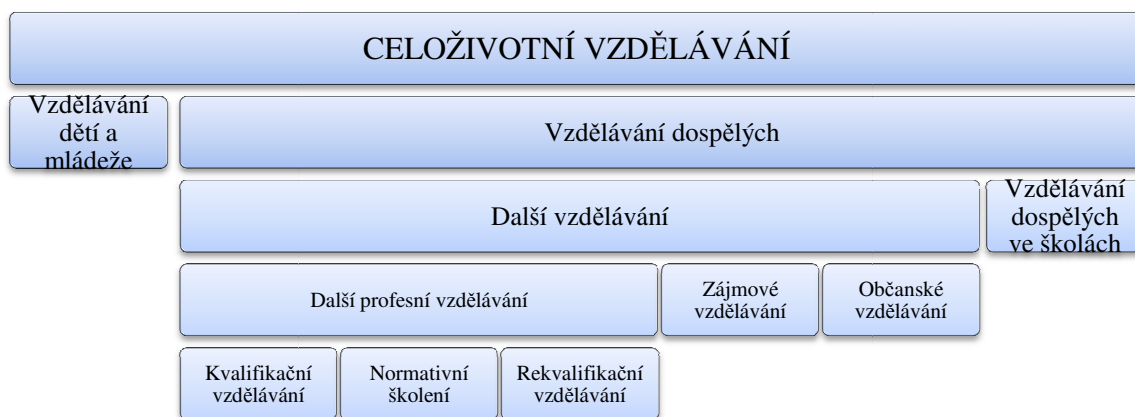 CELOŽIVOTNÍ VZDĚLÁVÁNÍ
Vzdělávání
dětí a
mládeže
Vzdělávání dospělých
Další vzdělávání
Vzdělávání
dospělých
ve školách
Další profesní vzdělávání
Zájmové
vzdělávání
Občanské
vzdělávání
Kvalifikační
vzdělávání
Normativní
školení
Rekvalifikační
vzdělávání